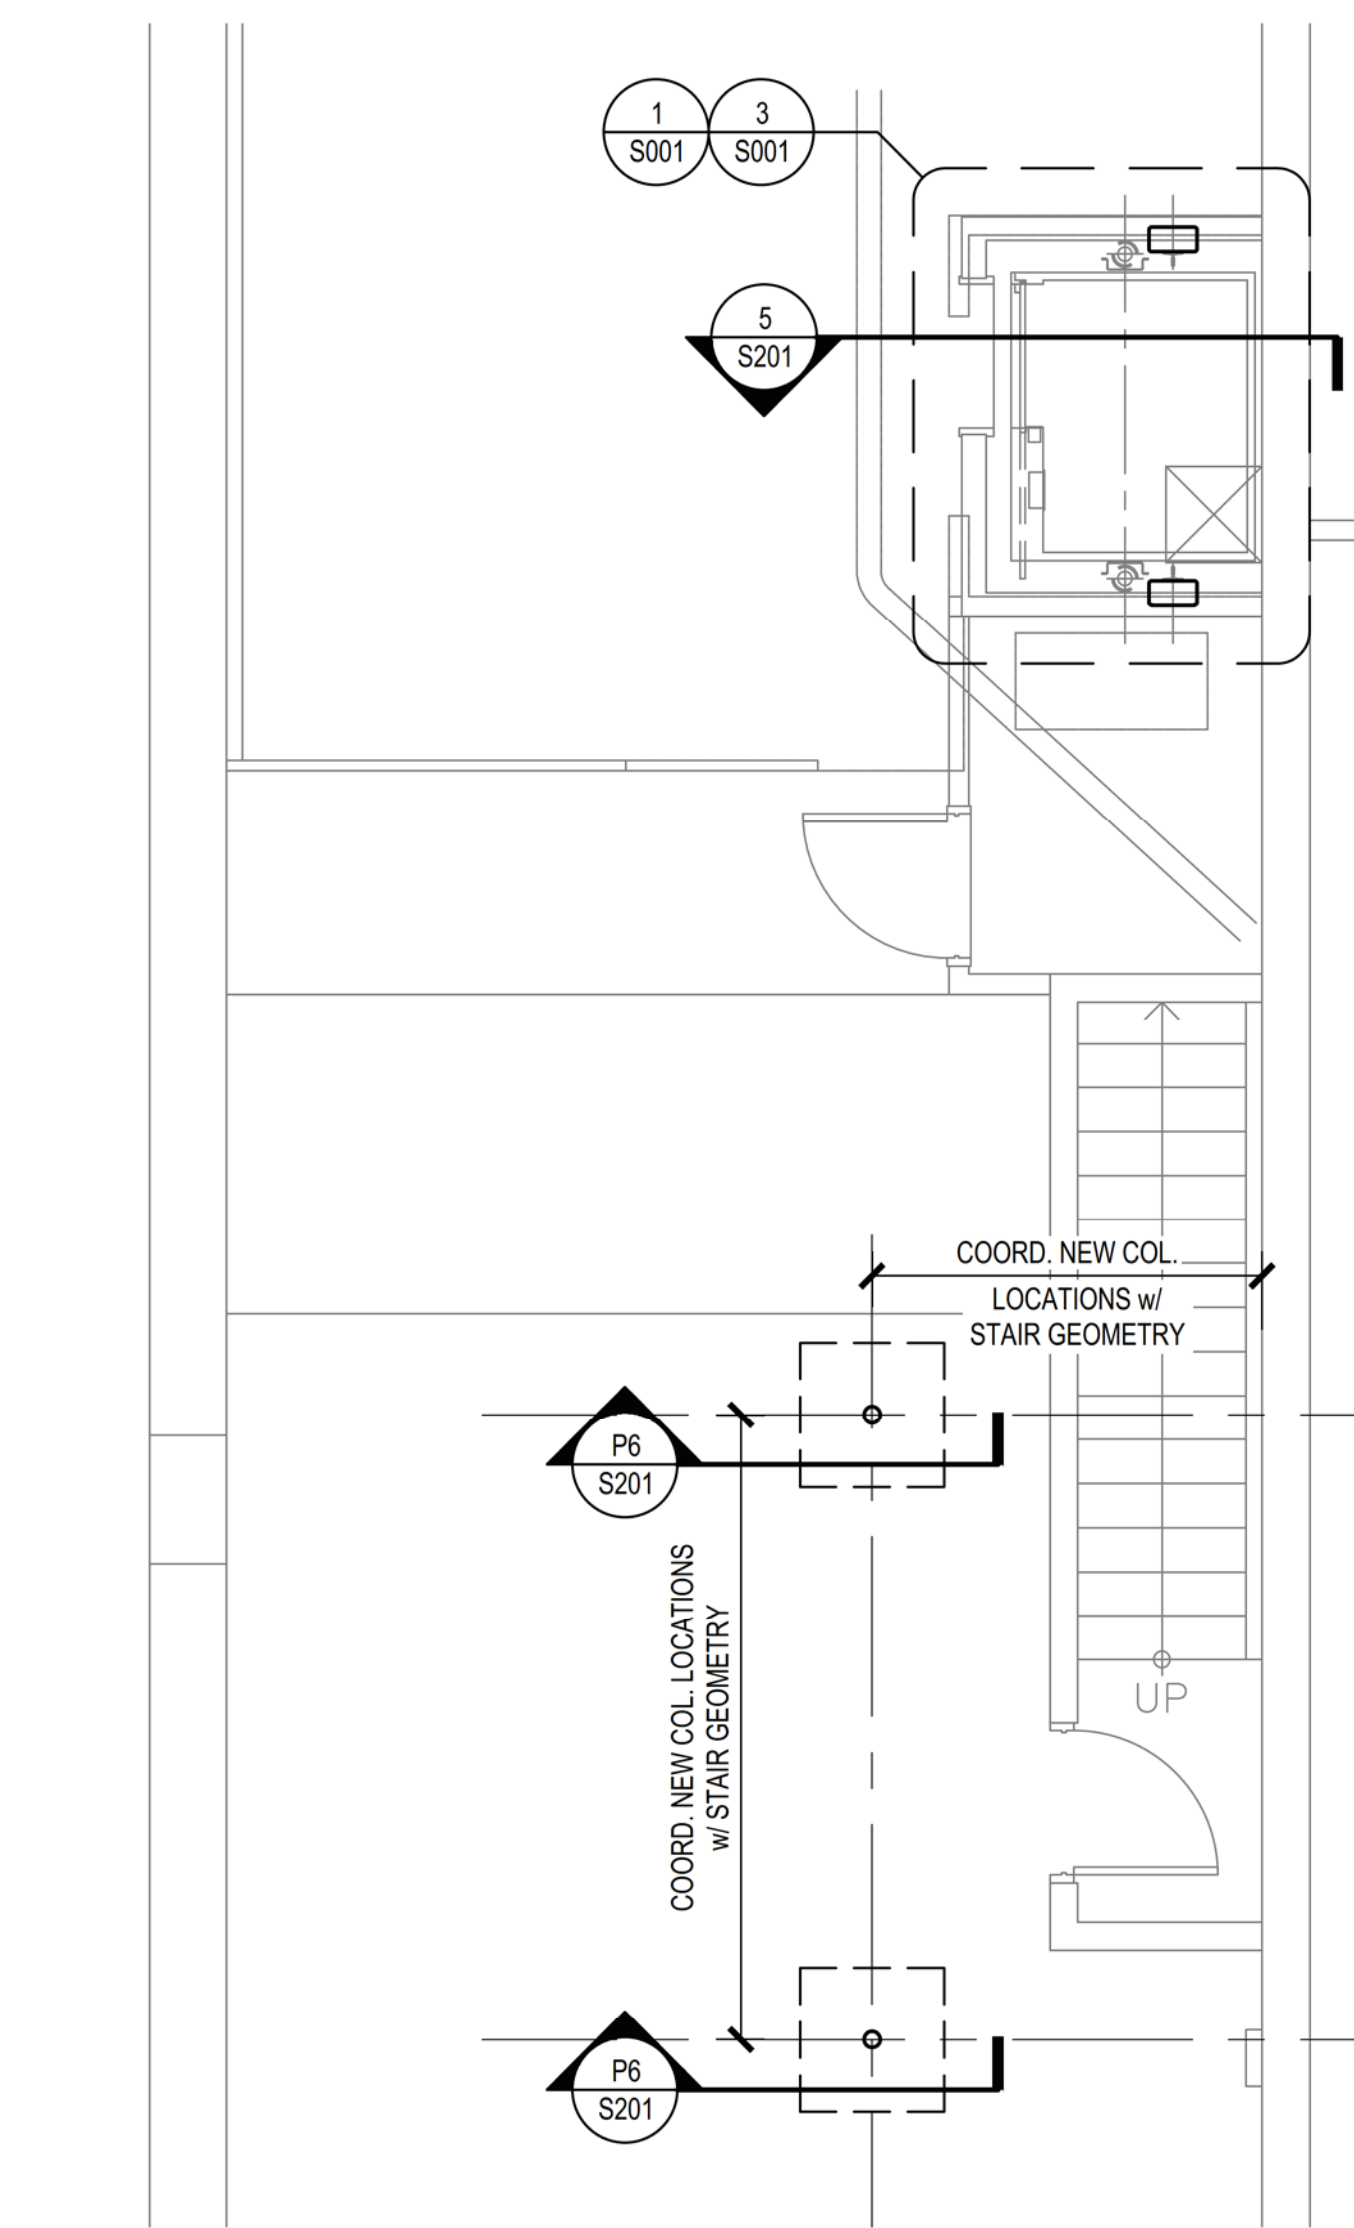 1
S001
3
S001
5
S201
COORD. NEW COL.
LOCATIONS w/
STAIR GEOMETRY
P6
S201
COORD. NEW COL. LOCATIONS
w/ STAIR GEOMETRY
UP
P6
S201